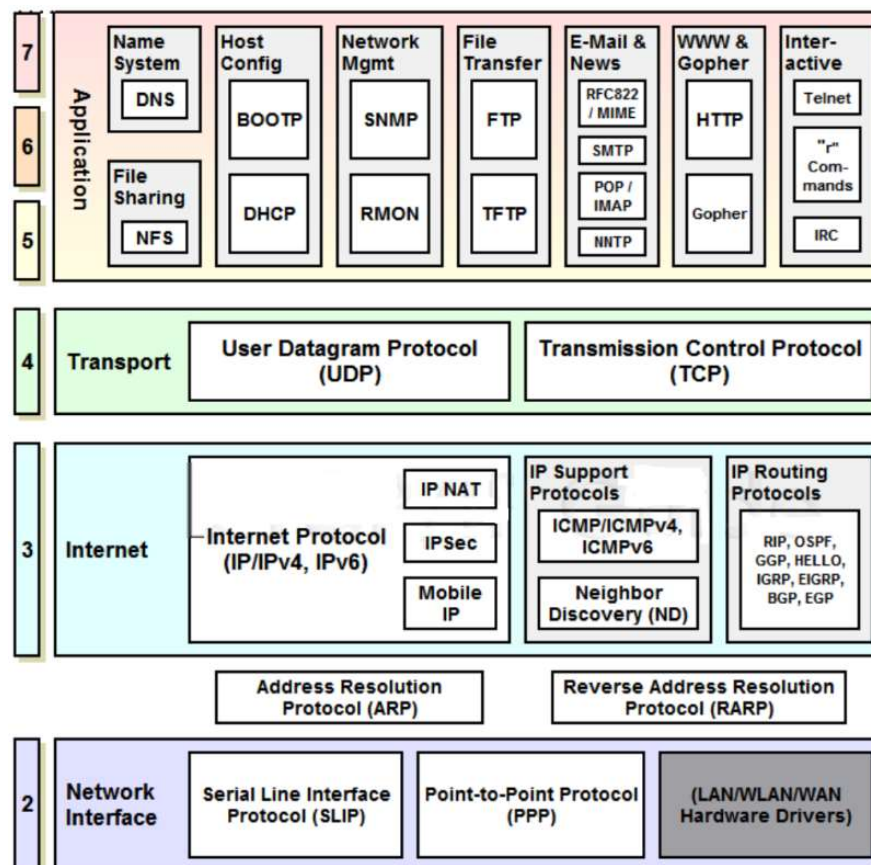 7
6
5
Application
Name
System
DNS
File
Sharing
NFS
Host
Config
BOOTP
DHCP
Network
Mgmt
SNMP
RMON
File
Transfer
FTP
TFTP
E-Mail &
News
RFC822
/ MIME
SMTP
POP /
IMAP
NNTP
WWW &
Gopher
HTTP
Gopher
Inter-
active
Telnet
"r"
Com-
mands
IRC
4
Transport
User Datagram Protocol
(UDP)
Transmission Control Protocol
(TCP)
3
Internet
Internet Protocol
(IP/IPv4, IPv6)
IP NAT
IPSec
Mobile
IP
IP Support
Protocols
ICMP/ICMPv4,
ICMPv6
Neighbor
Discovery (ND)
IP Routing
Protocols
RIP, OSPF,
GGP, HELLO,
IGRP, EIGRP,
BGP, EGP
Address Resolution
Protocol (ARP)
Reverse Address Resolution
Protocol (RARP)
2
Network
Interface
Serial Line Interface
Protocol (SLIP)
Point-to-Point Protocol
(PPP)
(LAN/WLAN/WAN
Hardware Drivers)